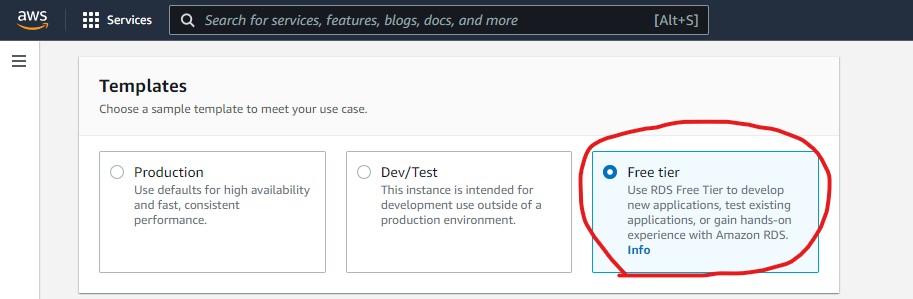 aws
Services
Search for services, features, blogs, docs, and more
[Alt+S]
Templates
Choose a sample template to meet your use case.
Production
Use defaults for high availability
and fast, consistent
performance.
Dev/Test
This instance is intended for
development use outside of a
production environment.
Free tier
Use RDS Free Tier to develop
new applications, test existing
applications, or gain hands-on
experience with Amazon RDS.
Info